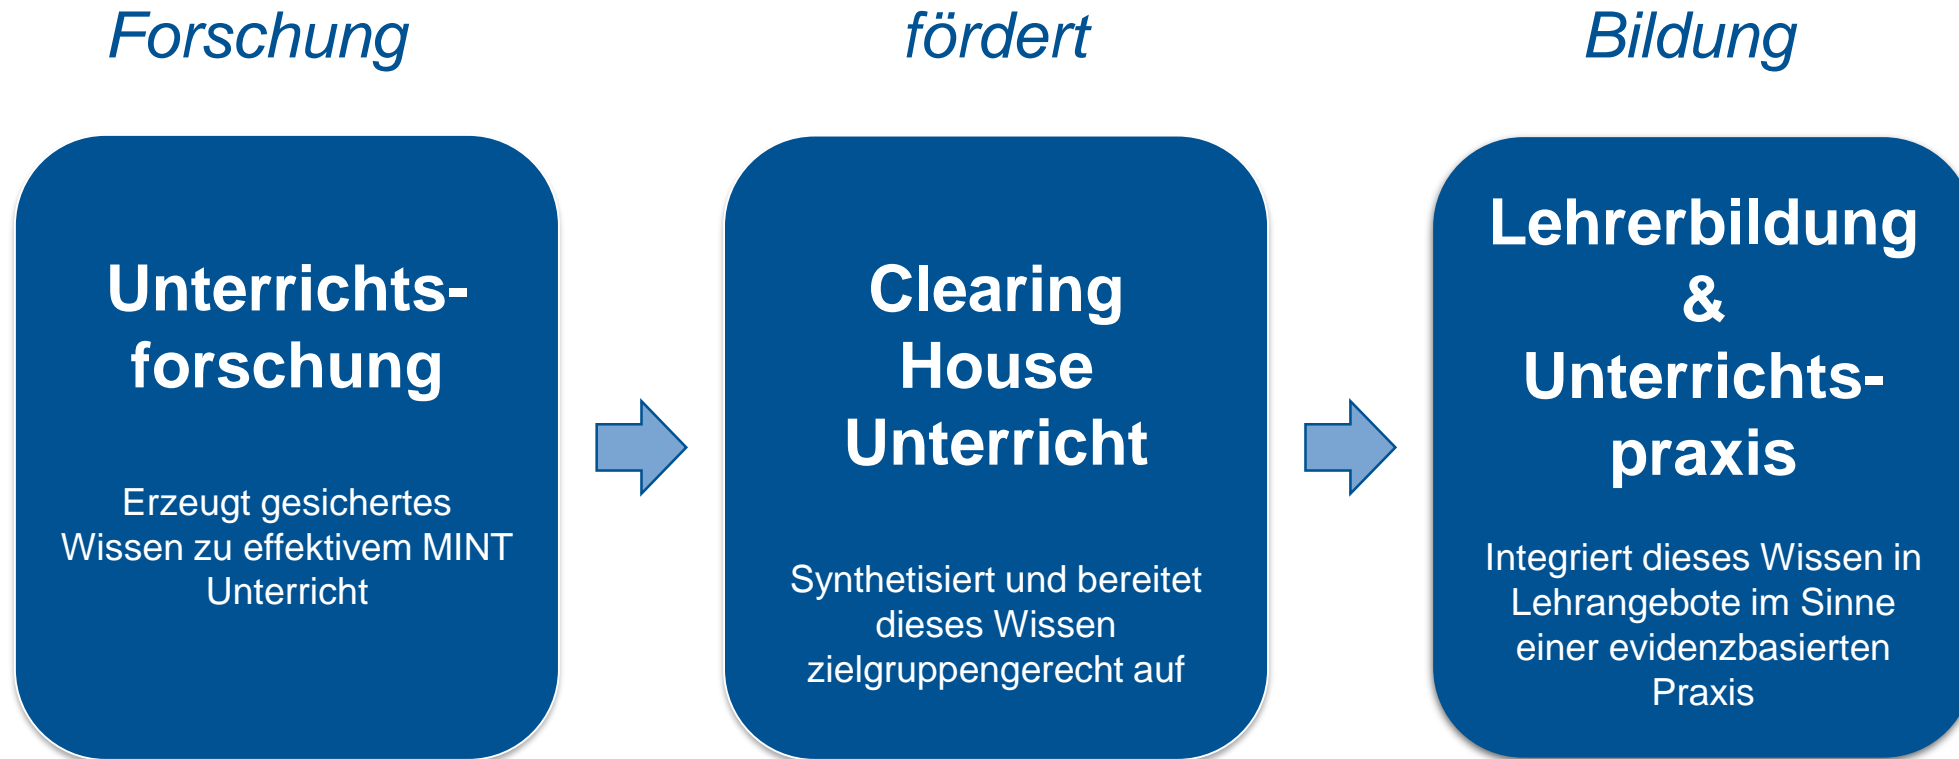 Forschung
fördert
Bildung
Unterrichts-
forschung
Erzeugt gesichertes
Wissen zu effektivem MINT
Unterricht
Clearing
House
Unterricht
Synthetisiert und bereitet
dieses Wissen
zielgruppengerecht auf
Lehrerbildung
&
Unterrichts-
praxis
Integriert dieses Wissen in
Lehrangebote im Sinne
einer evidenzbasierten
Praxis